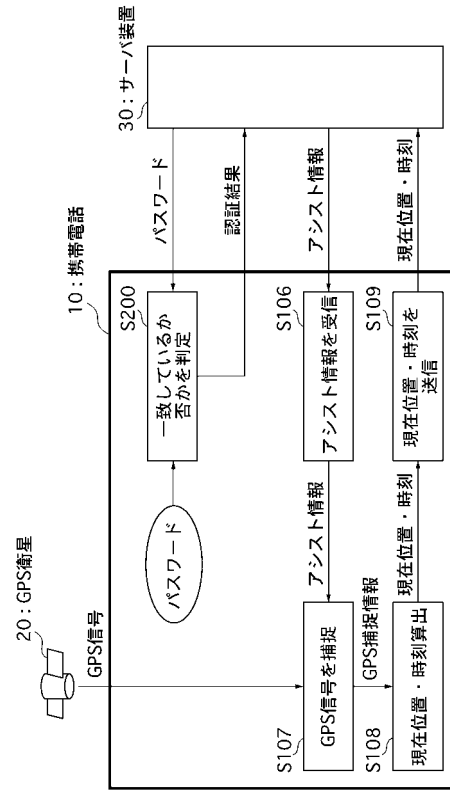 20：GPS衛星
GPS信号
10：携帯電話
30：サーバ装置
パスワード
S200
一致しているか
否かを判定
パスワード
認証結果
S107
GPS信号を捕捉
アシスト情報
S106
アシスト情報を受信
アシスト情報
GPS捕捉情報
S108
現在位置・時刻算出
現在位置・時刻
S109
現在位置・時刻を
送信
現在位置・時刻